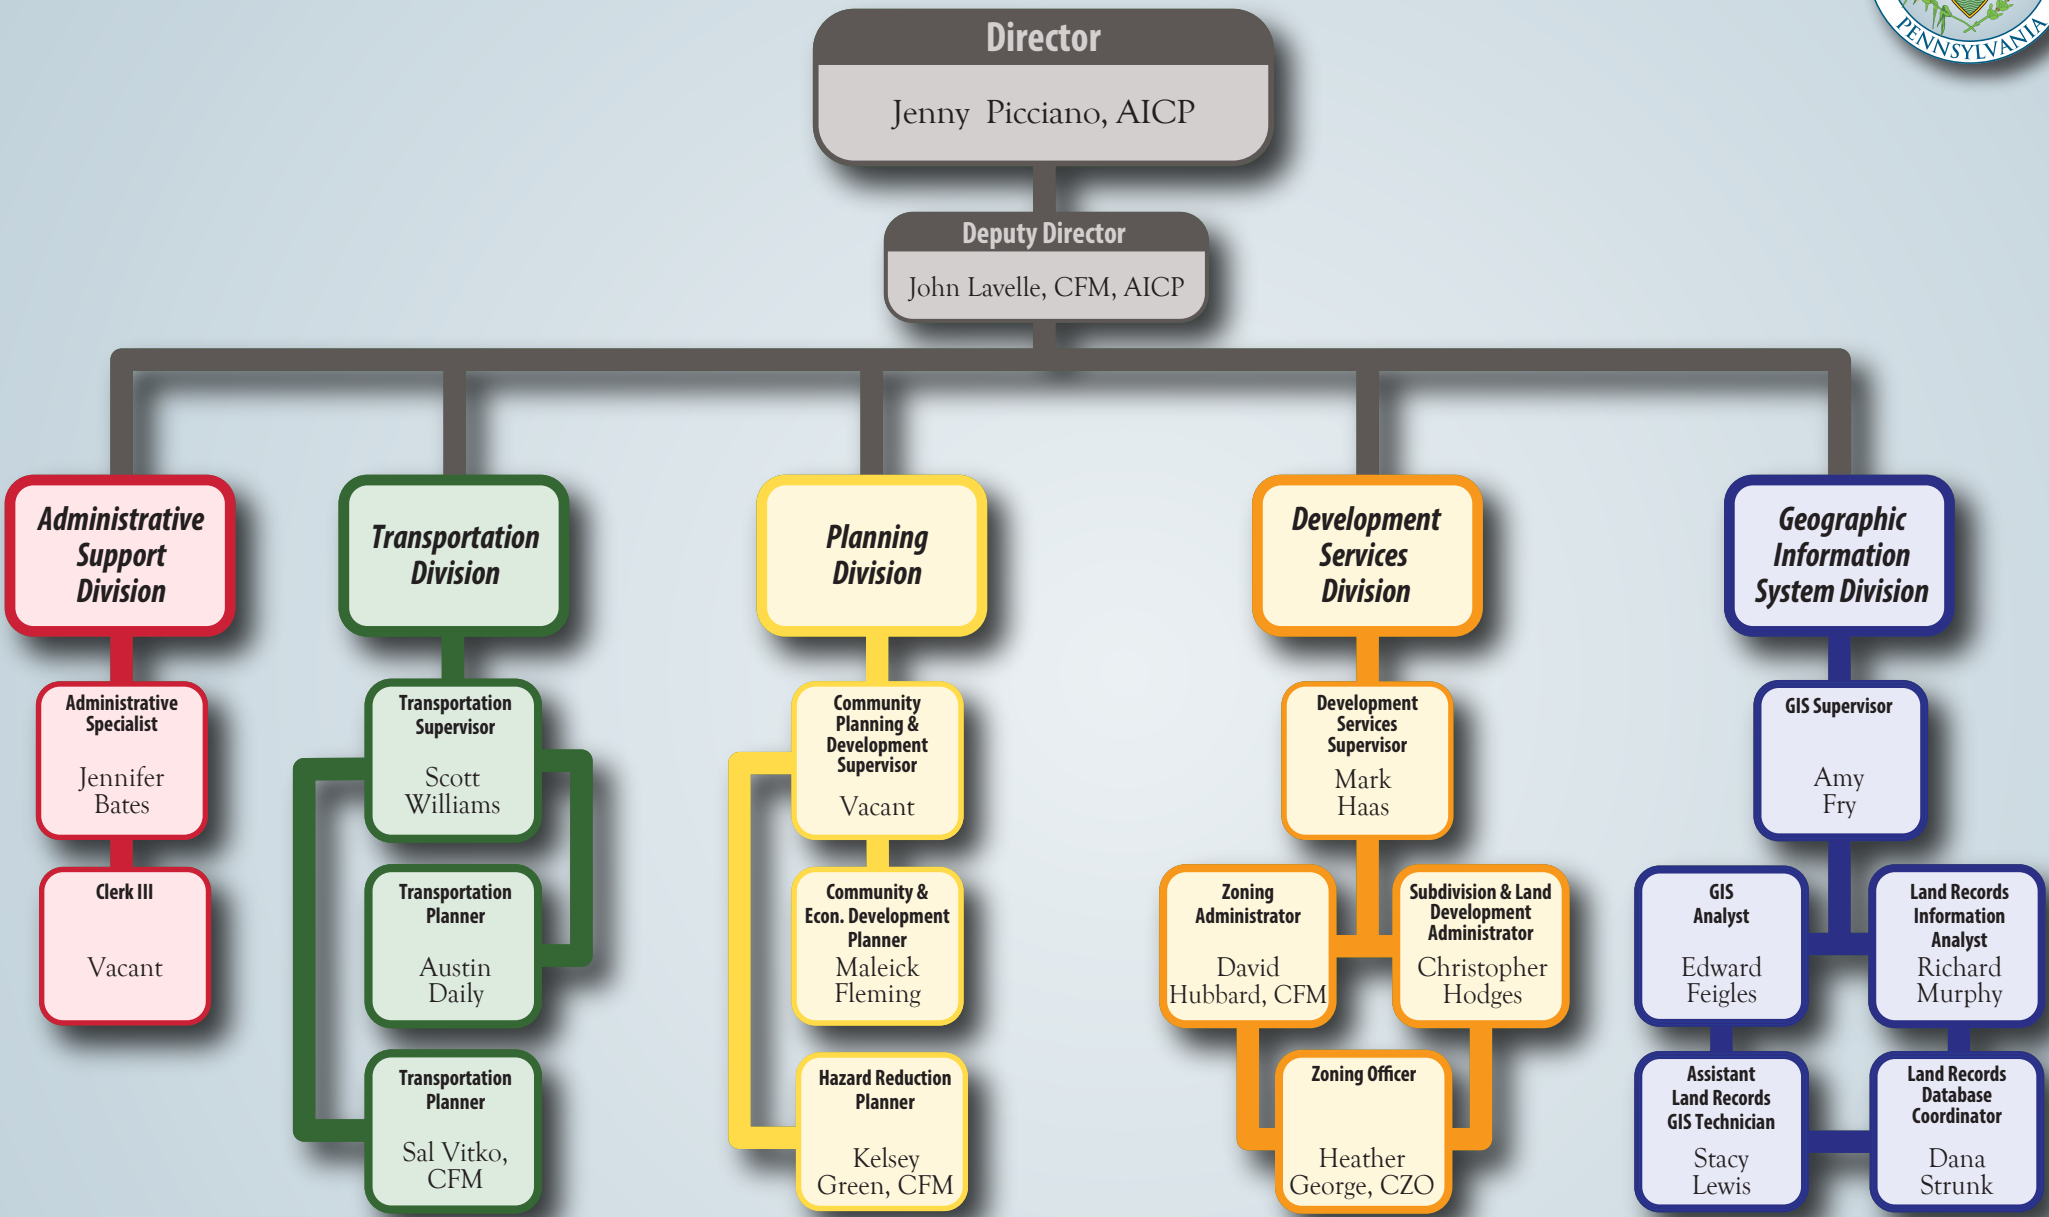 PENNSYLVANIA
Director
Jenny Picciano, AICP
Deputy Director
John Lavelle, CFM, AICP
Administrative
Support
Division
Administrative
Specialist
Jennifer
Bates
Clerk III
Vacant
Transportation
Division
Transportation
Supervisor
Scott
Williams
Transportation
Planner
Austin
Daily
Transportation
Planner
Sal Vitko,
CFM
Planning
Division
Community
Planning &
Development
Supervisor
Vacant
Community &
Econ. Development
Planner
Maleick
Fleming
Hazard Reduction
Planner
Kelsey
Green, CFM
Development
Services
Division
Development
Services
Supervisor
Mark
Haas
Zoning
Administrator
David
Hubbard, CFM
Subdivision & Land
Development
Administrator
Christopher
Hodges
Zoning Officer
Heather
George, CZO
Geographic
Information
System Division
GIS Supervisor
Amy
Fry
GIS
Analyst
Edward
Feigles
Land Records
Information
Analyst
Richard
Murphy
Assistant
Land Records
GIS Technician
Stacy
Lewis
Land Records
Database
Coordinator
Dana
Strunk